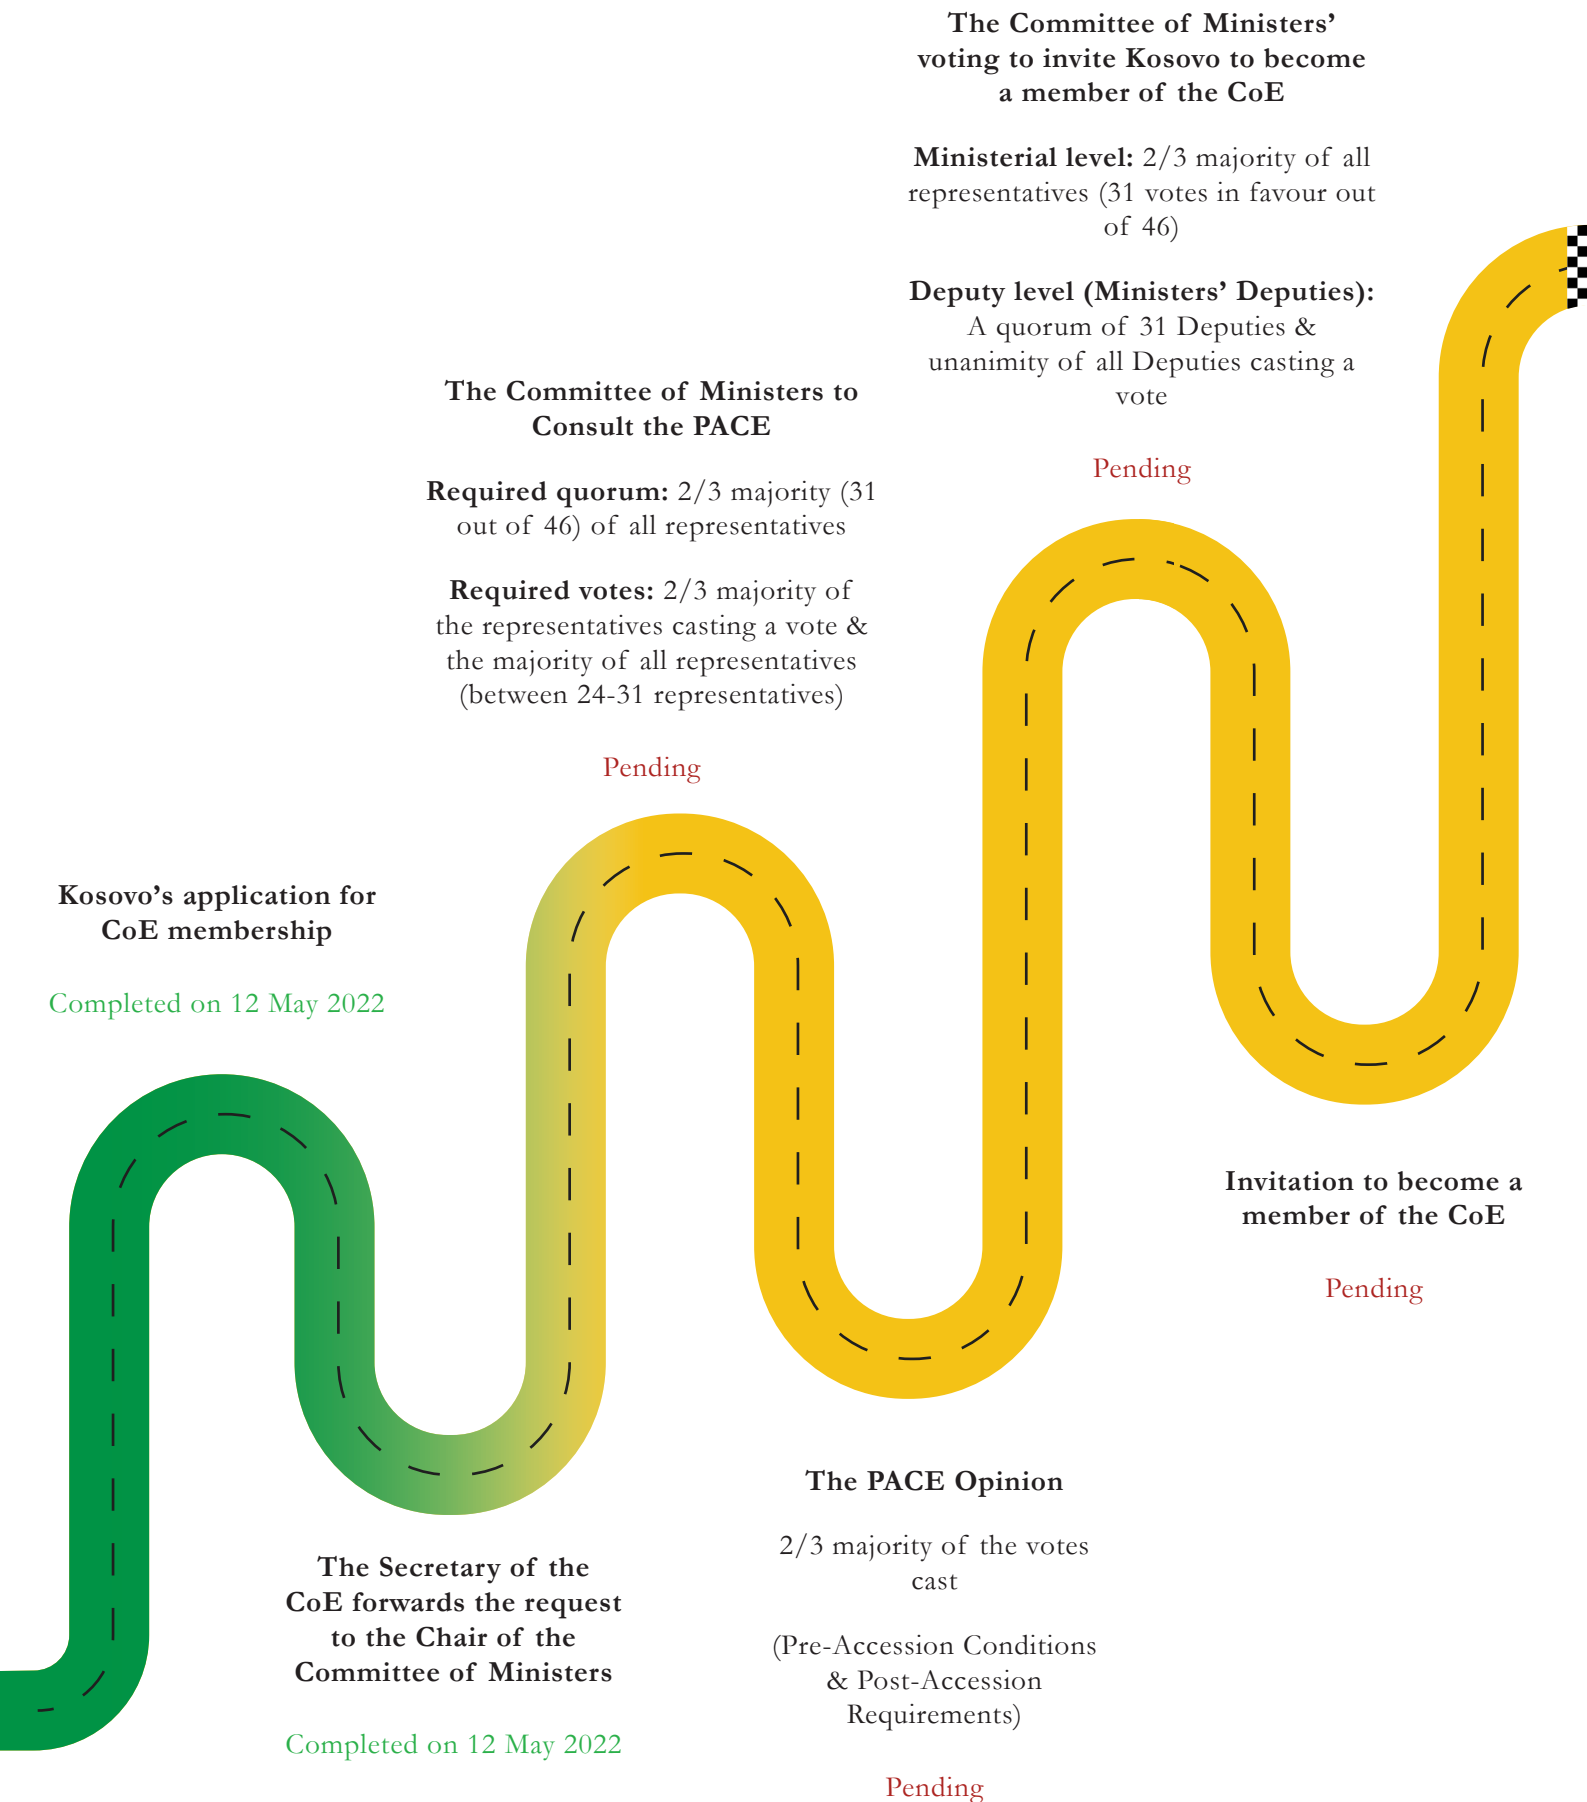 Kosovo’s application for
CoE membership
Completed on 12 May 2022
The Secretary of the
CoE forwards the request
to the Chair of the
Committee of Ministers
Completed on 12 May 2022
The Committee of Ministers to
Consult the PACE
Required quorum: 2/3 majority (31
out of 46) of all representatives
Required votes: 2/3 majority of
the representatives casting a vote &
the majority of all representatives
(between 24-31 representatives)
Pending
The PACE Opinion
2/3 majority of the votes
cast
(Pre-Accession Conditions
& Post-Accession
Requirements)
Pending
The Committee of Ministers’
voting to invite Kosovo to become
a member of the CoE
Ministerial level: 2/3 majority of all
representatives (31 votes in favour out
of 46)
Deputy level (Ministers’ Deputies):
A quorum of 31 Deputies &
unanimity of all Deputies casting a
vote
Pending
Invitation to become a
member of the CoE
Pending